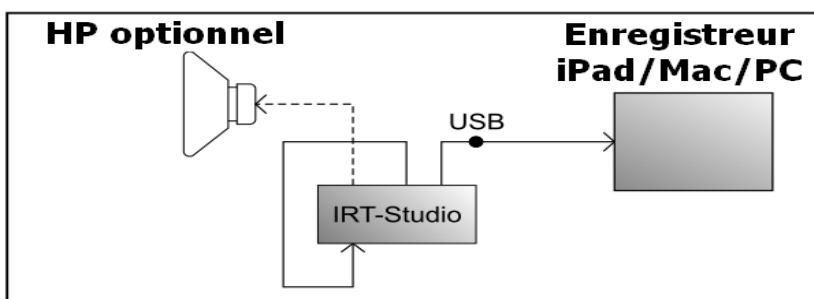 HP optionnel
Enregistreur
iPad/Mac/PC
USB
IRT-Studio